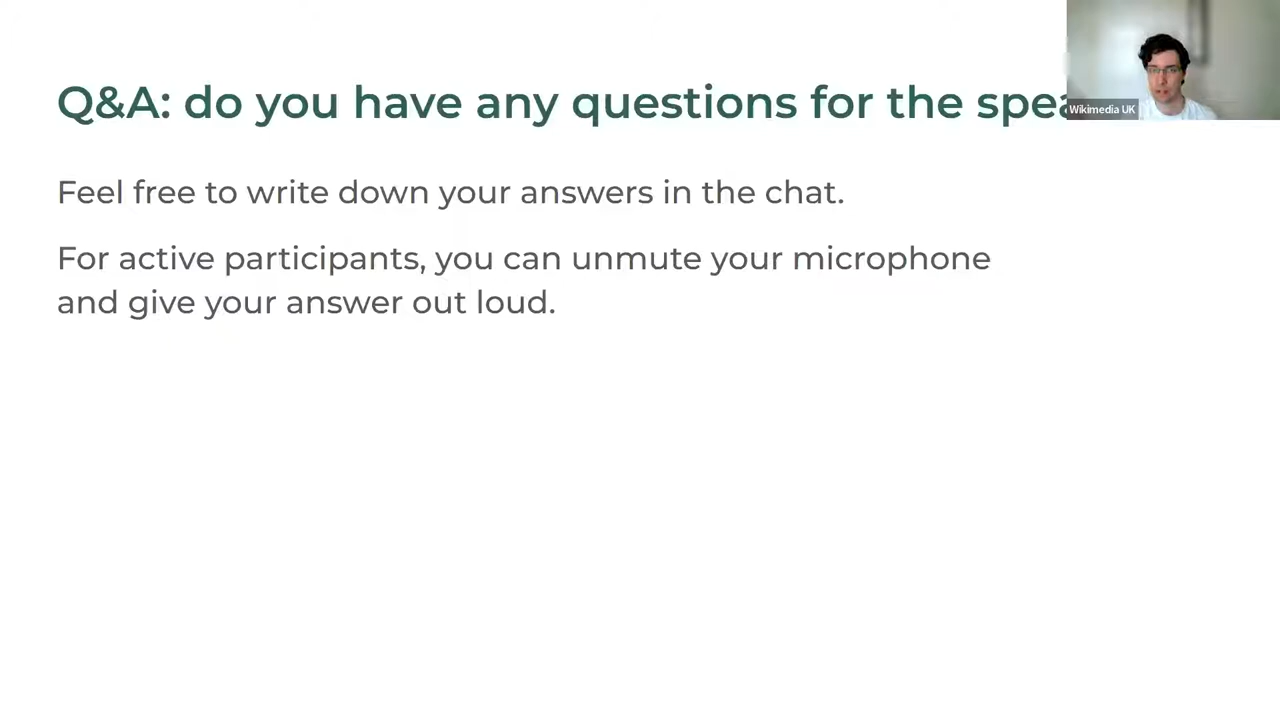 Q&A: do you have any questions for the
Wikimedia UK
Feel free to write down your answers in the chat.
For active participants, you can unmute your microphone
and give your answer out loud.